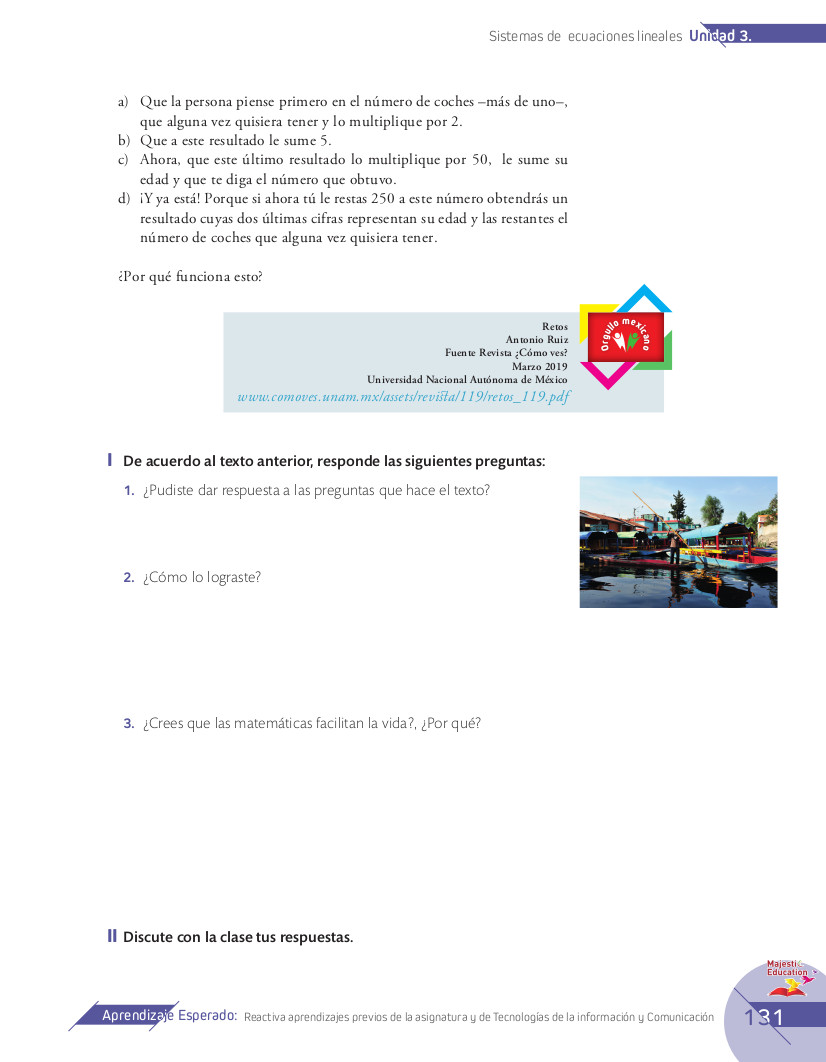 Sistemas de ecuaciones lineales Unidad 3.
a) Que la persona piense primero en el número de coches –más de uno–,
que alguna vez quisiera tener y lo multiplique por 2.
b) Que a este resultado le sume 5.
c) Ahora, que este último resultado lo multiplique por 50, le sume su
edad y que te diga el número que obtuvo.
d) ¡Y ya está! Porque si ahora tú le restas 250 a este número obtendrás un
resultado cuyas dos últimas cifras representan su edad y las restantes el
número de coches que alguna vez quisiera tener.
¿Por qué funciona esto?
Orgullo mexicano
Retos
Antonio Ruiz
Fuente Revista ¿Cómo ves?
Marzo 2019
Universidad Nacional Autónoma de México
www.comoves.unam.mx/assets/revista/119/retos_119.pdf
I De acuerdo al texto anterior, responde las siguientes preguntas:
1. ¿Pudiste dar respuesta a las preguntas que hace el texto?
2. ¿Cómo lo lograste?
3. ¿Crees que las matemáticas facilitan la vida?, ¿Por qué?
II Discute con la clase tus respuestas.
Majestic
Education
Aprendizaje Esperado: Reactiva aprendizajes previos de la asignatura y de Tecnologías de la información y Comunicación
131